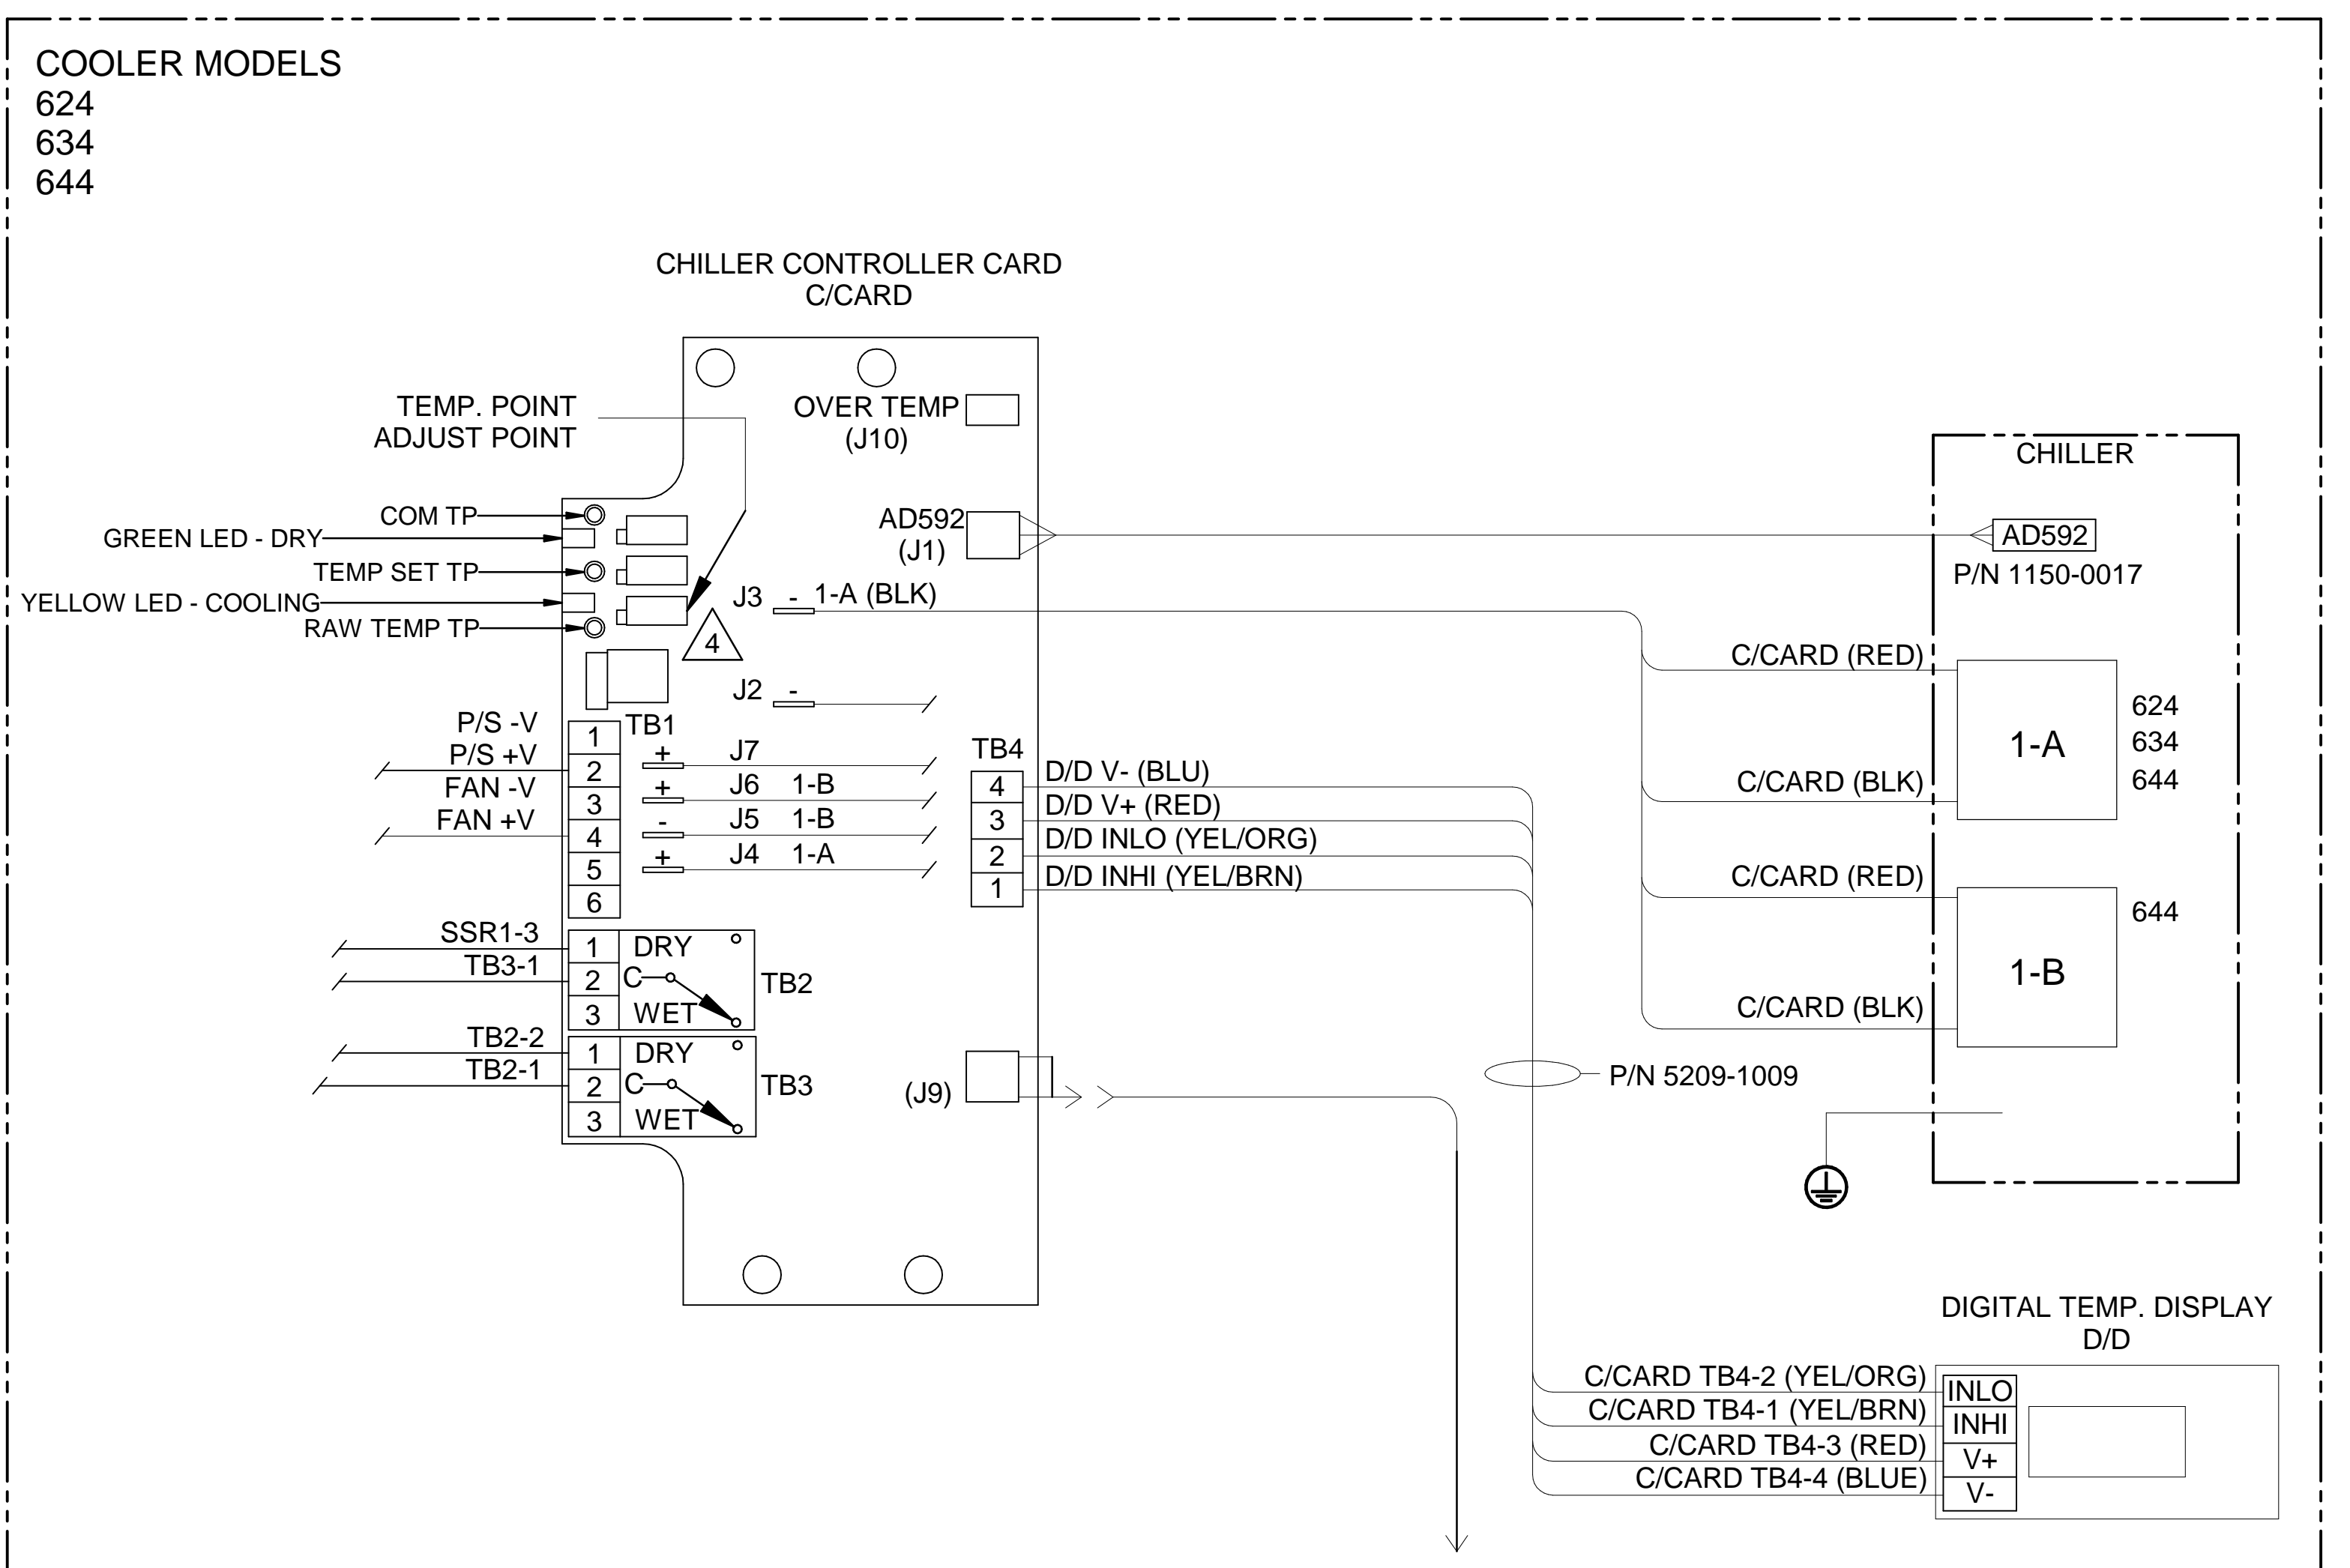 COOLER MODELS
624
634
644
CHILLER CONTROLLER CARD
C/CARD
TEMP. POINT
ADJUST POINT
OVER TEMP
(J10)
COM TP
GREEN LED - DRY
TEMP SET TP
YELLOW LED - COOLING
RAW TEMP TP
AD592
(J1)
J3 - 1-A (BLK)
4
J2 -
P/S -V
P/S +V
FAN -V
FAN +V
TB1
1
2
3
4
5
6
+ J7
+ J6 1-B
- J5 1-B
+ J4 1-A
TB4
4 D/D V- (BLU)
3 D/D V+ (RED)
2 D/D INLO (YEL/ORG)
1 D/D INHI (YEL/BRN)
SSR1-3
TB3-1
1 DRY
2 C
3 WET
TB2
TB2-2
TB2-1
1 DRY
2 C
3 WET
TB3
(J9)
CHILLER
AD592
P/N 1150-0017
C/CARD (RED)
C/CARD (BLK)
1-A
624
634
644
C/CARD (RED)
C/CARD (BLK)
1-B
644
P/N 5209-1009
DIGITAL TEMP. DISPLAY
D/D
C/CARD TB4-2 (YEL/ORG) INLO
C/CARD TB4-1 (YEL/BRN) INHI
C/CARD TB4-3 (RED) V+
C/CARD TB4-4 (BLUE) V-